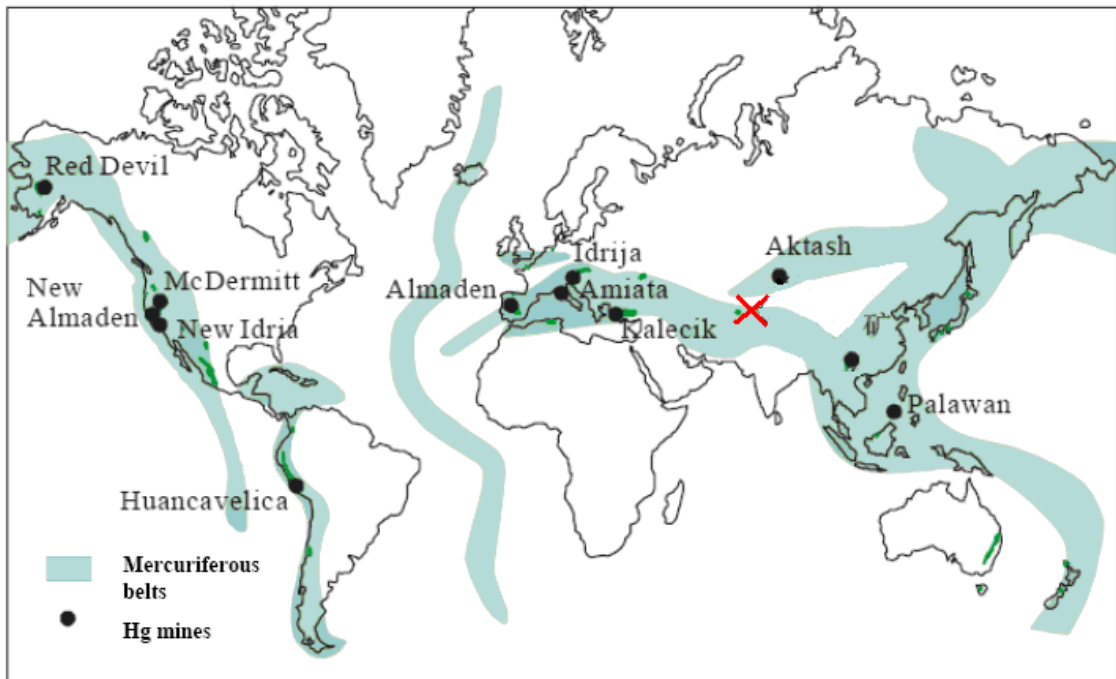 Red Devil
Aktash
Idrija
McDermitt
New
Almaden
Almaden
Amiata
New Idria
Kalecik
Palawan
Huancavelica
Mercuriferous
belts
Hg mines